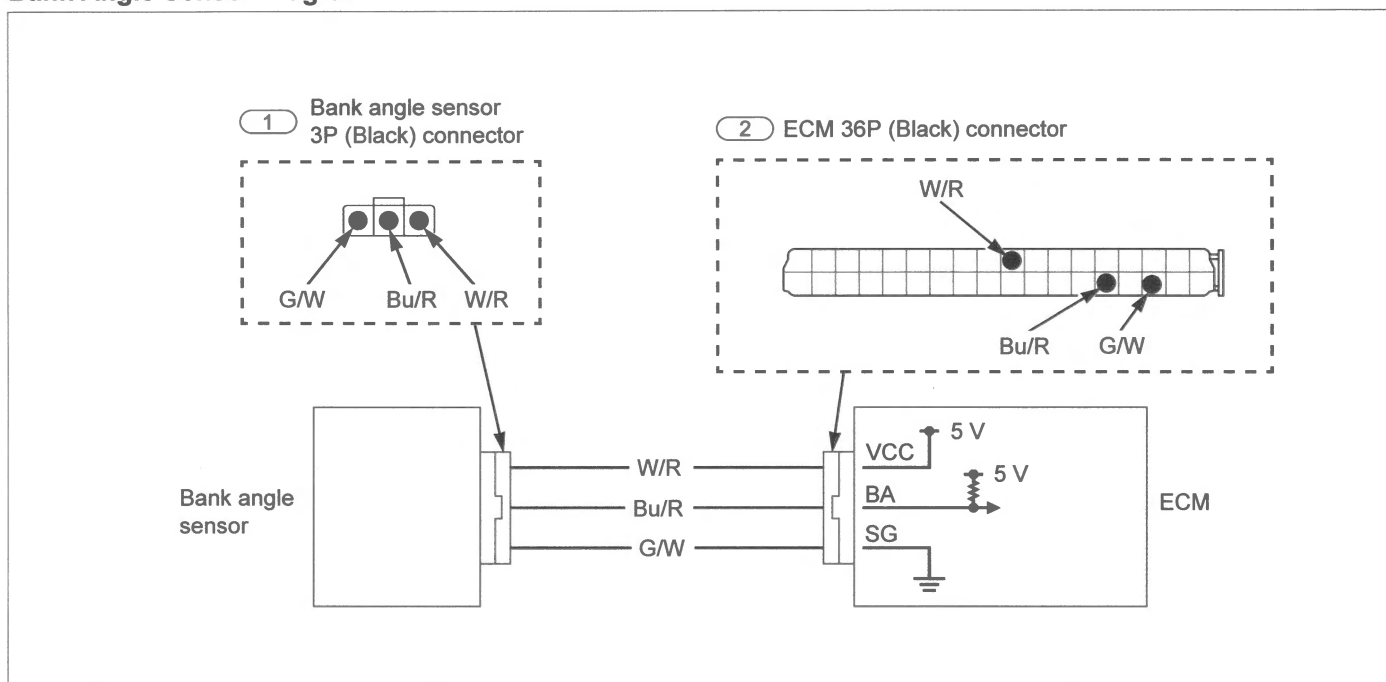 1 Bank angle sensor
3P (Black) connector
G/W Bu/R W/R
2 ECM 36P (Black) connector
W/R
Bu/R G/W
Bank angle
sensor
W/R
Bu/R
G/W
VCC 5 V
BA 5 V
SG
ECM